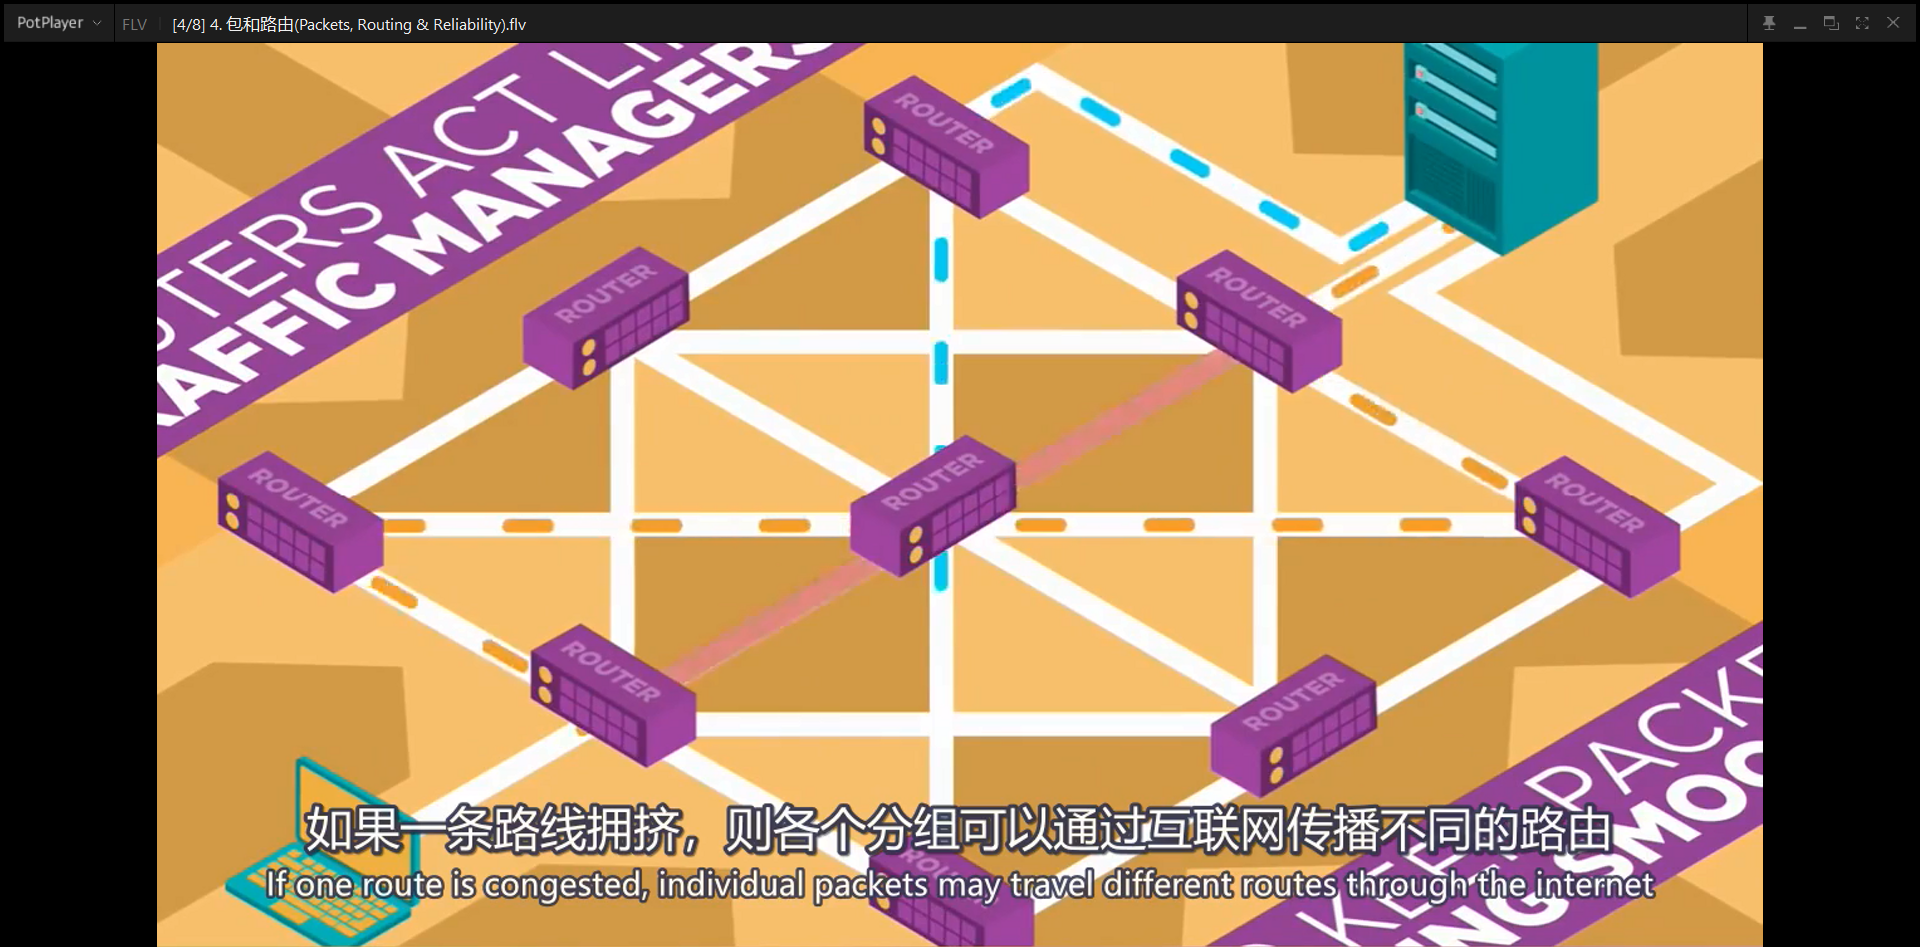 PotPlayer
FLV
[4/8] 4. 包和路由(Packets, Routing & Reliability).flv
TERS ACT
AFFIC MANAGERS
ROUTER
ROUTER
ROUTER
ROUTER
ROUTER
ROUTER
ROUTER
ROUTER
KEEP PACKE
NGSMOO
如果一条路线拥挤，则各个分组可以通过互联网传播不同的路由
If one route is congested, individual packets may travel different routes through the internet